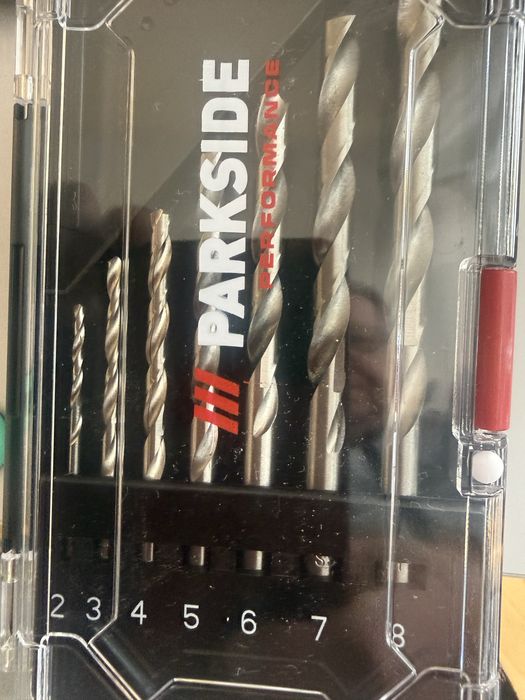 PARKSIDE
PERFORMANCE
2 3 4 5 6 7 8